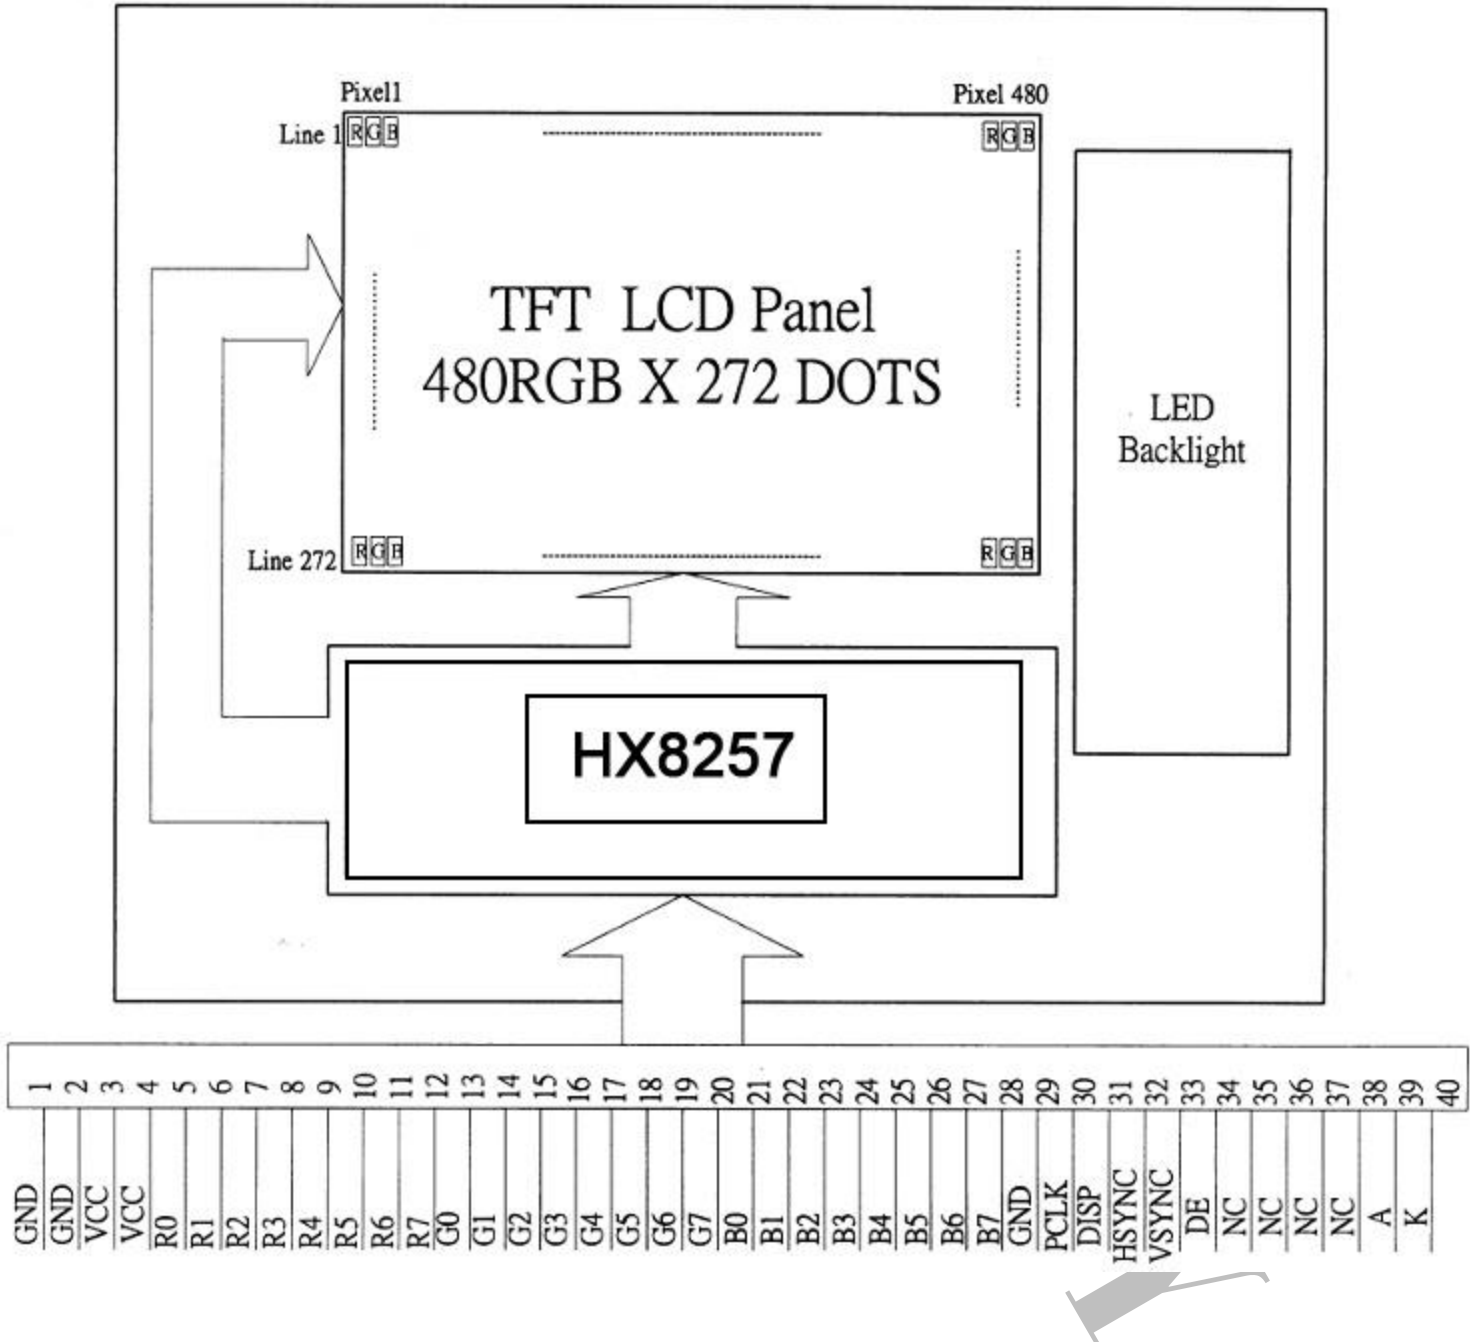 Pixel1
Pixel 480
Line 1
R G B
R G B
TFT LCD Panel
480RGB X 272 DOTS
LED
Backlight
Line 272
R G B
R G B
HX8257
1 2 3 4 5 6 7 8 9 10 11 12 13 14 15 16 17 18 19 20 21 22 23 24 25 26 27 28 29 30 31 32 33 34 35 36 37 38 39 40
GND GND VCC VCC R0 R1 R2 R3 R4 R5 R6 R7 G0 G1 G2 G3 G4 G5 G6 G7 B0 B1 B2 B3 B4 B5 B6 B7 GND PCLK DISP HSYNC VSYNC DE NC NC NC NC A K